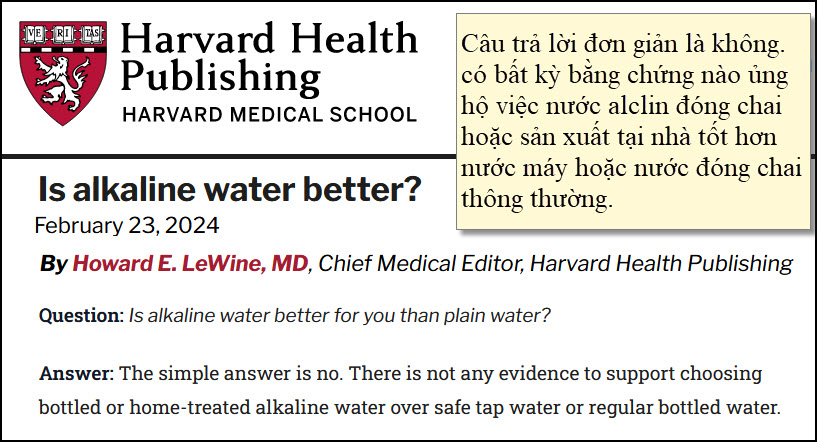 VE RI TAS
Harvard Health
Publishing
HARVARD MEDICAL SCHOOL
Câu trả lời đơn giản là không.
có bất kỳ bằng chứng nào ủng
hộ việc nước alclin đóng chai
hoặc sản xuất tại nhà tốt hơn
nước máy hoặc nước đóng chai
thông thường.
Is alkaline water better?
February 23, 2024
By Howard E. LeWine, MD, Chief Medical Editor, Harvard Health Publishing
Question: Is alkaline water better for you than plain water?
Answer: The simple answer is no. There is not any evidence to support choosing
bottled or home-treated alkaline water over safe tap water or regular bottled water.